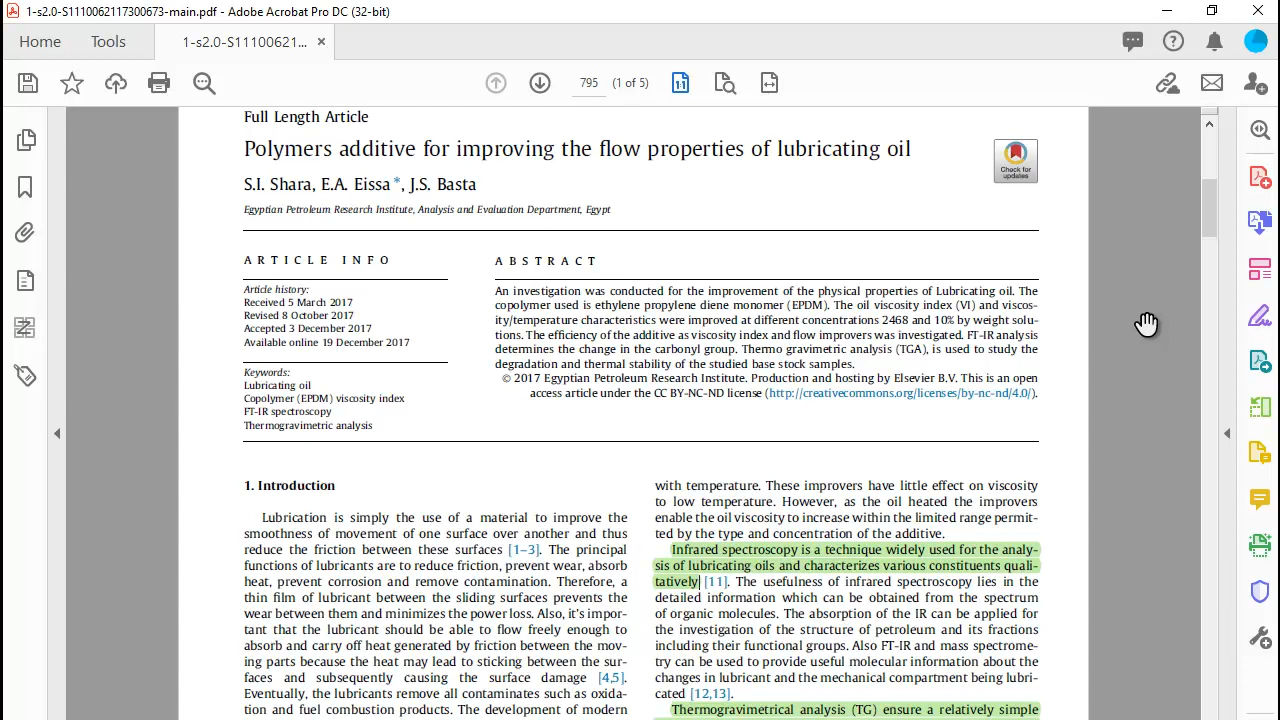 1-s2.0-S1110062117300673-main.pdf - Adobe Acrobat Pro DC (32-bit)
Home
Tools
1-s2.0-S11100621...
795
(1 of 5)
Full Length Article
Polymers additive for improving the flow properties of lubricating oil
Check for
updates
S.I. Shara, E.A. Eissa*, J.S. Basta
Egyptian Petroleum Research Institute, Analysis and Evaluation Department, Egypt
ARTICLE INFO
Article history:
Received 5 March 2017
Revised 8 October 2017
Accepted 3 December 2017
Available online 19 December 2017
Keywords:
Lubricating oil
Copolymer (EPDM) viscosity index
FT-IR spectroscopy
Thermogravimetric analysis
ABSTRACT
An investigation was conducted for the improvement of the physical properties of Lubricating oil. The
copolymer used is ethylene propylene diene monomer (EPDM). The oil viscosity index (VI) and viscos-
ity/temperature characteristics were improved at different concentrations 2468 and 10% by weight solu-
tions. The efficiency of the additive as viscosity index and flow improvers was investigated. FT-IR analysis
determines the change in the carbonyl group. Thermo gravimetric analysis (TGA), is used to study the
degradation and thermal stability of the studied base stock samples.
© 2017 Egyptian Petroleum Research Institute. Production and hosting by Elsevier B.V. This is an open
access article under the CC BY-NC-ND license (http://creativecommons.org/licenses/by-nc-nd/4.0/).
1. Introduction
Lubrication is simply the use of a material to improve the
smoothness of movement of one surface over another and thus
reduce the friction between these surfaces [1–3]. The principal
functions of lubricants are to reduce friction, prevent wear, absorb
heat, prevent corrosion and remove contamination. Therefore, a
thin film of lubricant between the sliding surfaces prevents the
wear between them and minimizes the power loss. Also, it's impor-
tant that the lubricant should be able to flow freely enough to
absorb and carry off heat generated by friction between the mov-
ing parts because the heat may lead to sticking between the sur-
faces and subsequently causing the surface damage [4,5].
Eventually, the lubricants remove all contaminates such as oxida-
tion and fuel combustion products. The development of modern
with temperature. These improvers have little effect on viscosity
to low temperature. However, as the oil heated the improvers
enable the oil viscosity to increase within the limited range permit-
ted by the type and concentration of the additive.
Infrared spectroscopy is a technique widely used for the analy-
sis of lubricating oils and characterizes various constituents quali-
tatively [11]. The usefulness of infrared spectroscopy lies in the
detailed information which can be obtained from the spectrum
of organic molecules. The absorption of the IR can be applied for
the investigation of the structure of petroleum and its fractions
including their functional groups. Also FT-IR and mass spectrome-
try can be used to provide useful molecular information about the
changes in lubricant and the mechanical compartment being lubri-
cated [12,13].
Thermogravimetrical analysis (TG) ensure a relatively simple